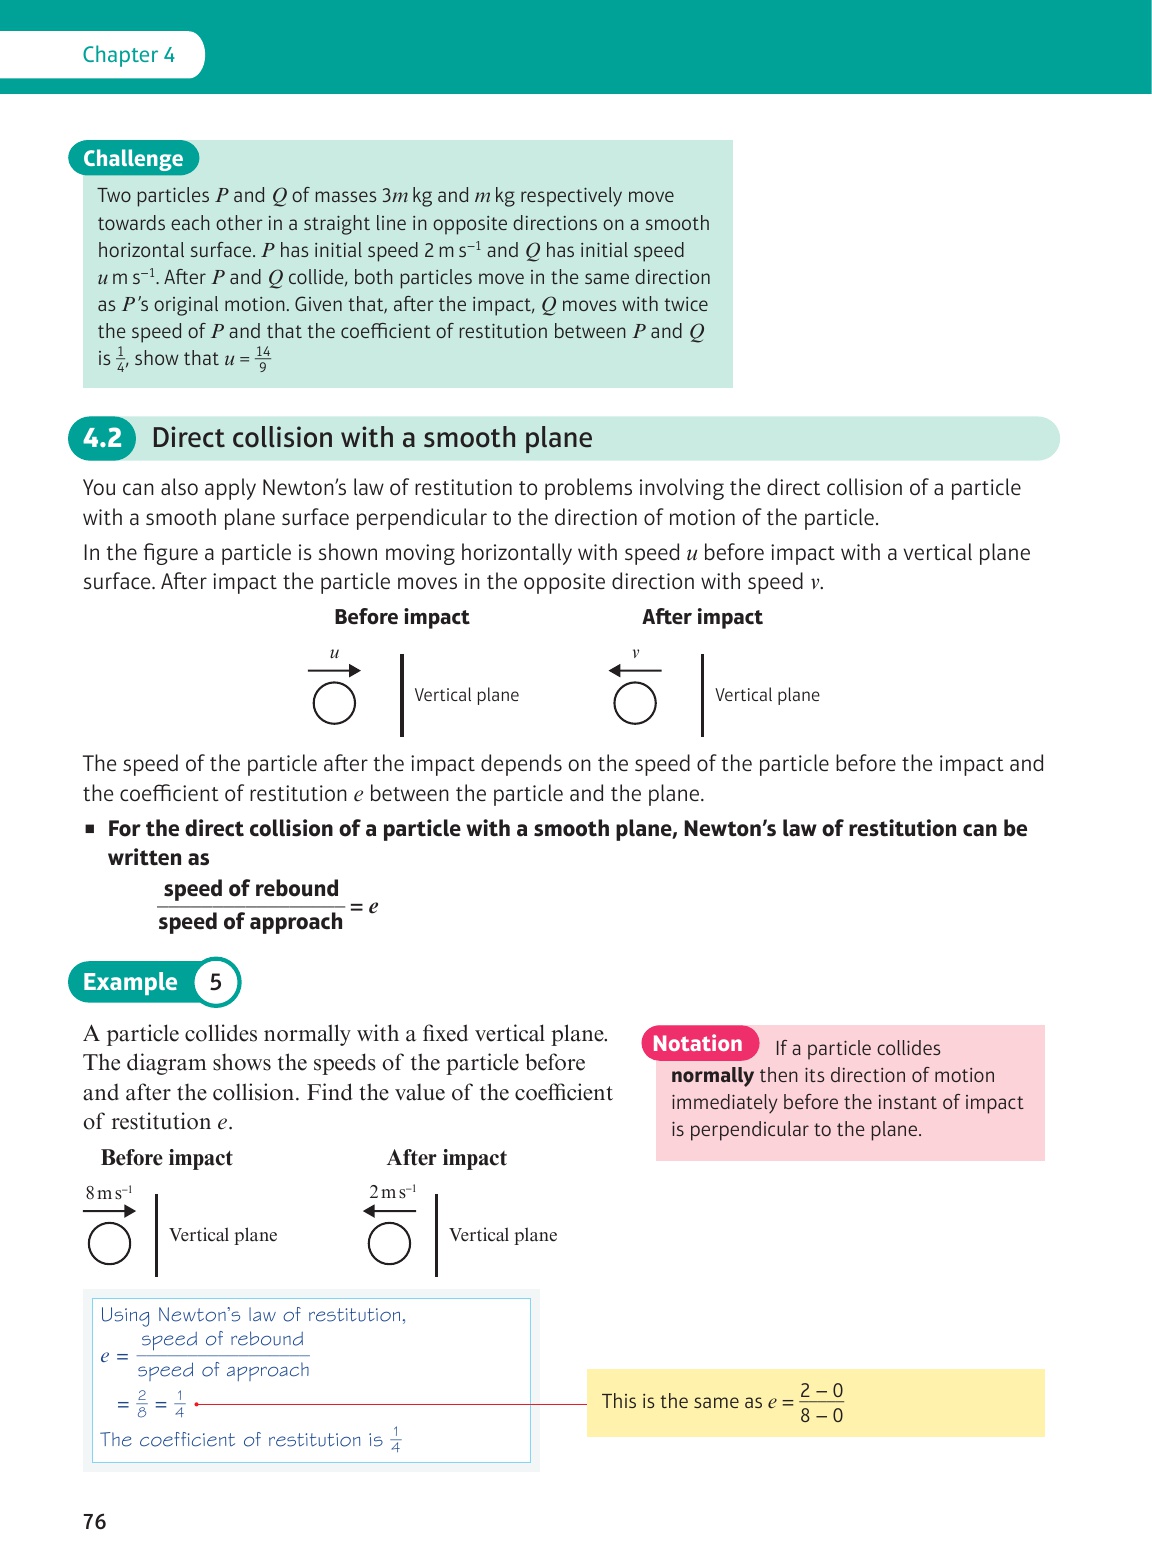 Chapter 4
Challenge
Two particles P and Q of masses 3m kg and m kg respectively move
towards each other in a straight line in opposite directions on a smooth
horizontal surface. P has initial speed 2 m s⁻¹ and Q has initial speed
u m s⁻¹. After P and Q collide, both particles move in the same direction
as P's original motion. Given that, after the impact, Q moves with twice
the speed of P and that the coefficient of restitution between P and Q
is 1/4, show that u = 14/9
4.2 Direct collision with a smooth plane
You can also apply Newton's law of restitution to problems involving the direct collision of a particle
with a smooth plane surface perpendicular to the direction of motion of the particle.
In the figure a particle is shown moving horizontally with speed u before impact with a vertical plane
surface. After impact the particle moves in the opposite direction with speed v.
Before impact After impact
u v
Vertical plane Vertical plane
The speed of the particle after the impact depends on the speed of the particle before the impact and
the coefficient of restitution e between the particle and the plane.
■ For the direct collision of a particle with a smooth plane, Newton's law of restitution can be
written as
speed of rebound / speed of approach = e
Example 5
A particle collides normally with a fixed vertical plane.
The diagram shows the speeds of the particle before
and after the collision. Find the value of the coefficient
of restitution e.
Notation If a particle collides
normally then its direction of motion
immediately before the instant of impact
is perpendicular to the plane.
Before impact After impact
8 m s⁻¹ 2 m s⁻¹
Vertical plane Vertical plane
Using Newton's law of restitution,
e = speed of rebound / speed of approach
= 2/8 = 1/4
This is the same as e = (2 – 0)/(8 – 0)
The coefficient of restitution is 1/4
76